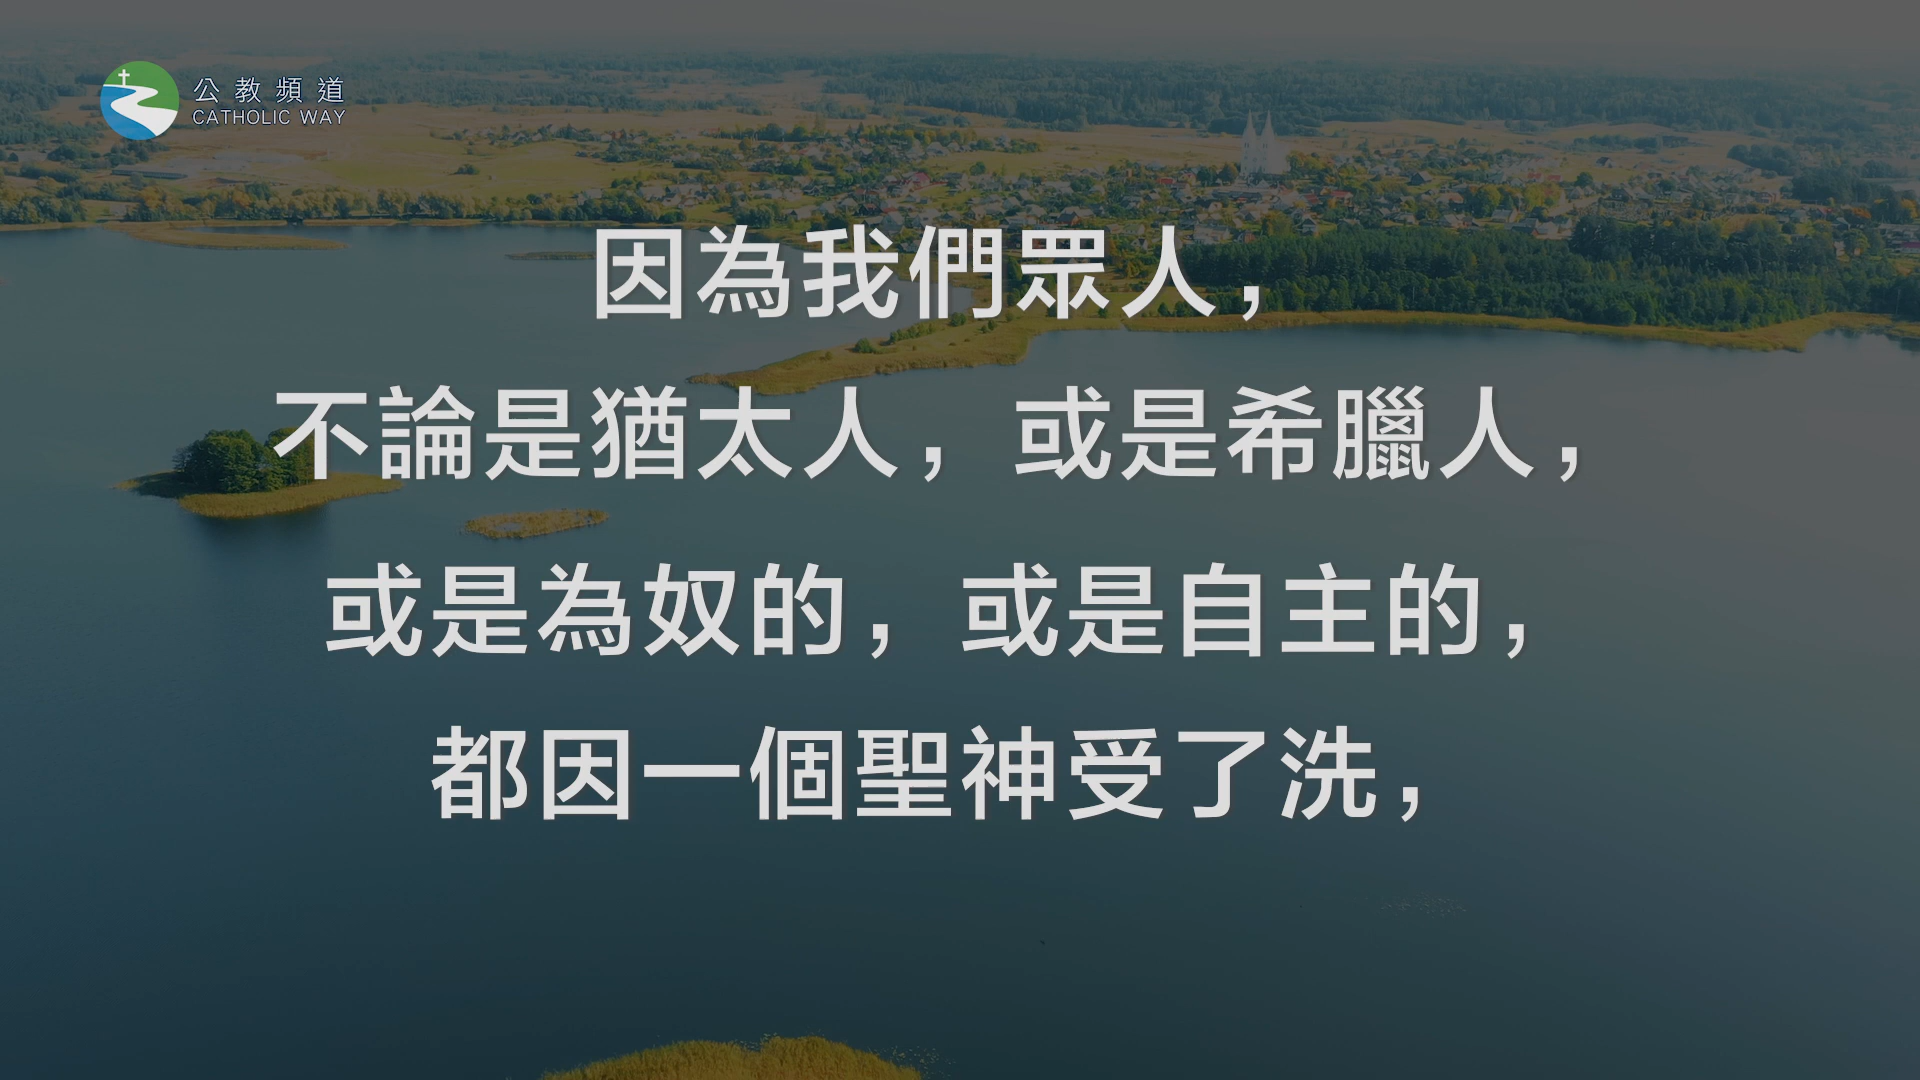 公教頻道
CATHOLIC WAY
因為我們眾人，
不論是猶太人，或是希臘人，
或是為奴的，或是自主的，
都因一個聖神受了洗，